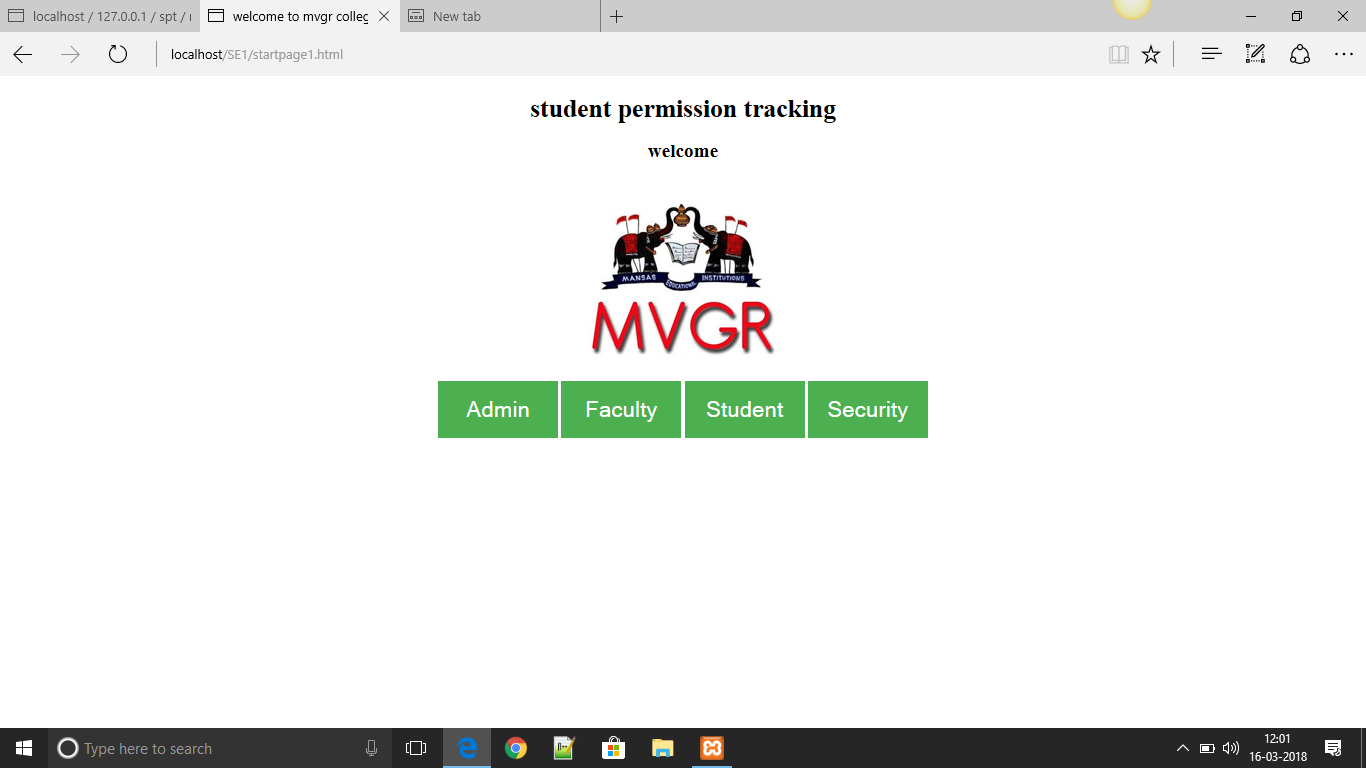 localhost / 127.0.0.1 / spt /
welcome to mvgr colleg
New tab
localhost/SE1/startpage1.html
student permission tracking
welcome
MANSAS EDUCATIONAL INSTITUTIONS
MVGR
Admin Faculty Student Security
Type here to search
12:01
16-03-2018